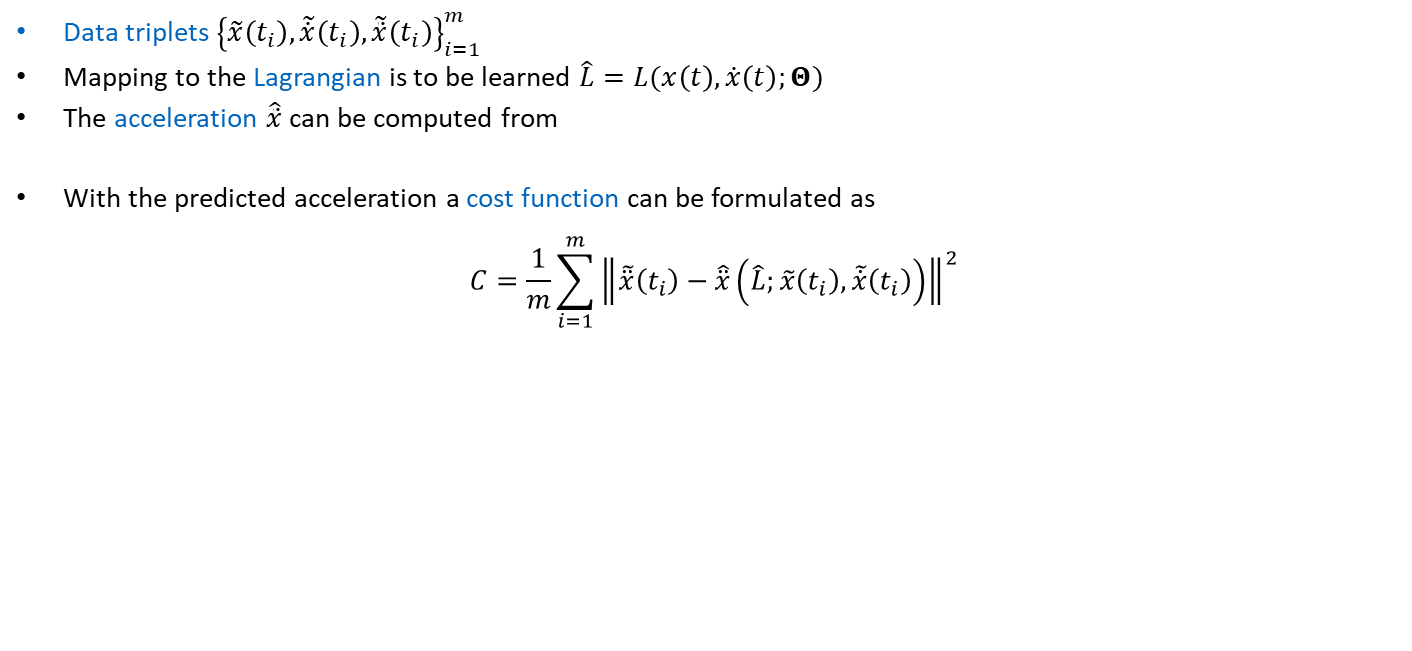 • Data triplets {x̃(tᵢ), ẋ̃(tᵢ), ẍ̃(tᵢ)}ᵢ₌₁ᵐ
• Mapping to the Lagrangian is to be learned L̂ = L(x(t), ẋ(t); Θ)
• The acceleration ẍ̂ can be computed from
• With the predicted acceleration a cost function can be formulated as
C = 1/m ∑ᵢ₌₁ᵐ ‖ẍ̃(tᵢ) − ẍ̂(L̂; x̃(tᵢ), ẋ̃(tᵢ))‖²